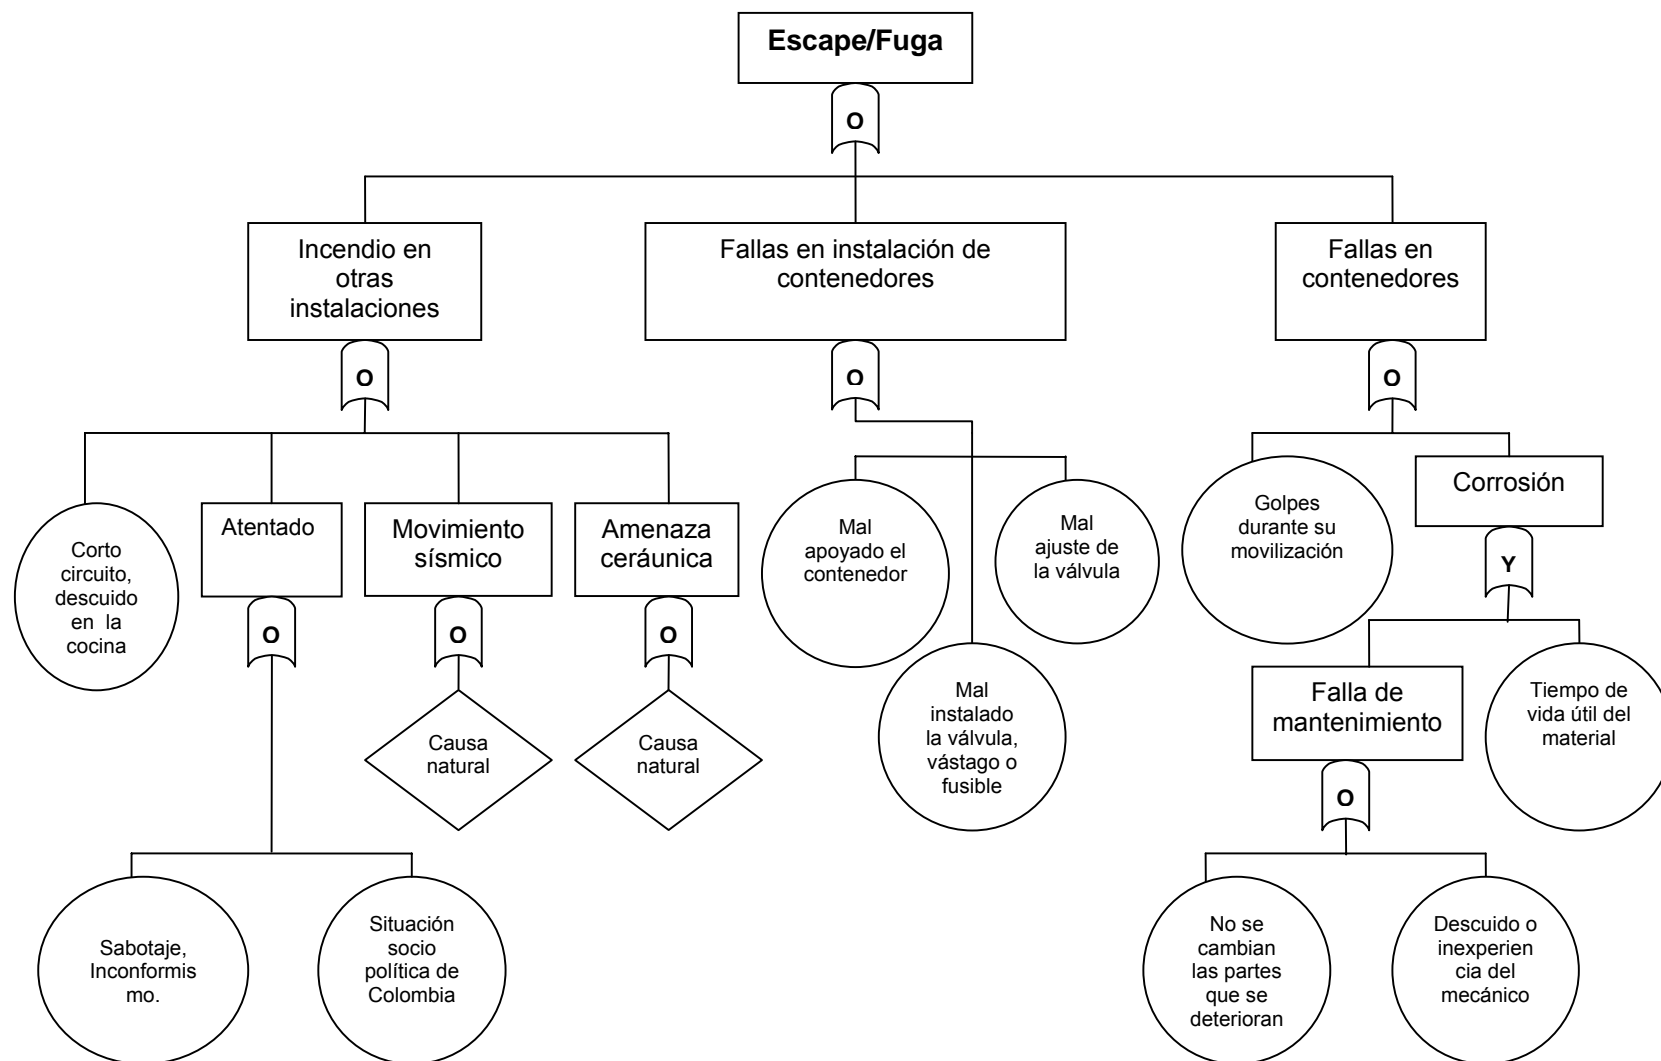 Escape/Fuga
O
Incendio en
otras
instalaciones
Fallas en instalación de
contenedores
Fallas en
contenedores
O
O
O
Corto
circuito,
descuido
en la
cocina
Atentado
Movimiento
sísmico
Amenaza
ceráunica
Mal
apoyado el
contenedor
Mal
ajuste de
la válvula
Golpes
durante su
movilización
Corrosión
Y
O
O
O
Causa
natural
Causa
natural
Mal
instalado
la válvula,
vástago o
fusible
Falla de
mantenimiento
Tiempo de
vida útil del
material
O
Sabotaje,
Inconformis
mo.
Situación
socio
política de
Colombia
No se
cambian
las partes
que se
deterioran
Descuido o
inexperien
cia del
mecánico